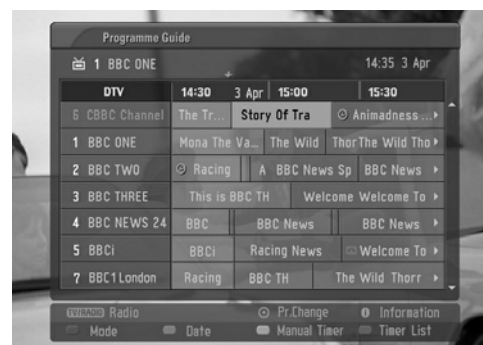 Programme Guide
1 BBC ONE 14:35 3 Apr
DTV 14:30 3 Apr 15:00 15:30
6 CBBC Channel The Tr... Story Of Tra Animadness ...
1 BBC ONE Mona The Va... The Wild Thor The Wild Tho
2 BBC TWO Racing A BBC News Sp BBC News
3 BBC THREE This is BBC TH Welcome Welcome To
4 BBC NEWS 24 BBC BBC News BBC News
5 BBCi BBCi Racing News Welcome To
7 BBC1 London Racing BBC TH The Wild Thorr
TV/RADIO Radio Pr.Change Information
Mode Date Manual Timer Timer List